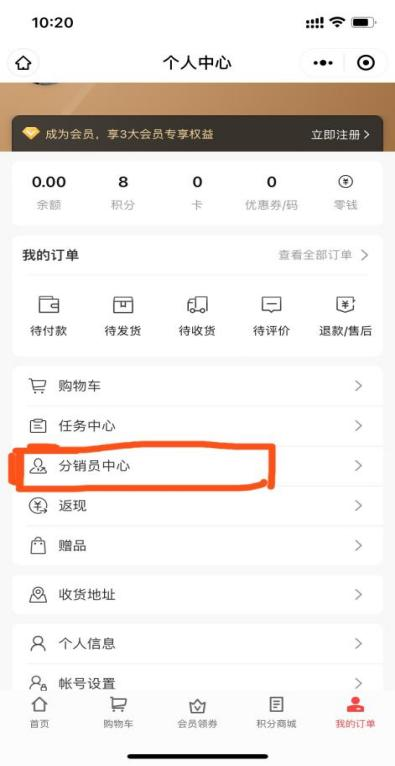 10:20
个人中心
成为会员，享3大会员专享权益 立即注册 >
0.00 8 0 0
余额 积分 卡 优惠券/码 零钱
我的订单 查看全部订单 >
待付款 待发货 待收货 待评价 退款/售后
购物车
任务中心
分销员中心
返现
赠品
收货地址
个人信息
帐号设置
首页 购物车 会员领券 积分商城 我的订单